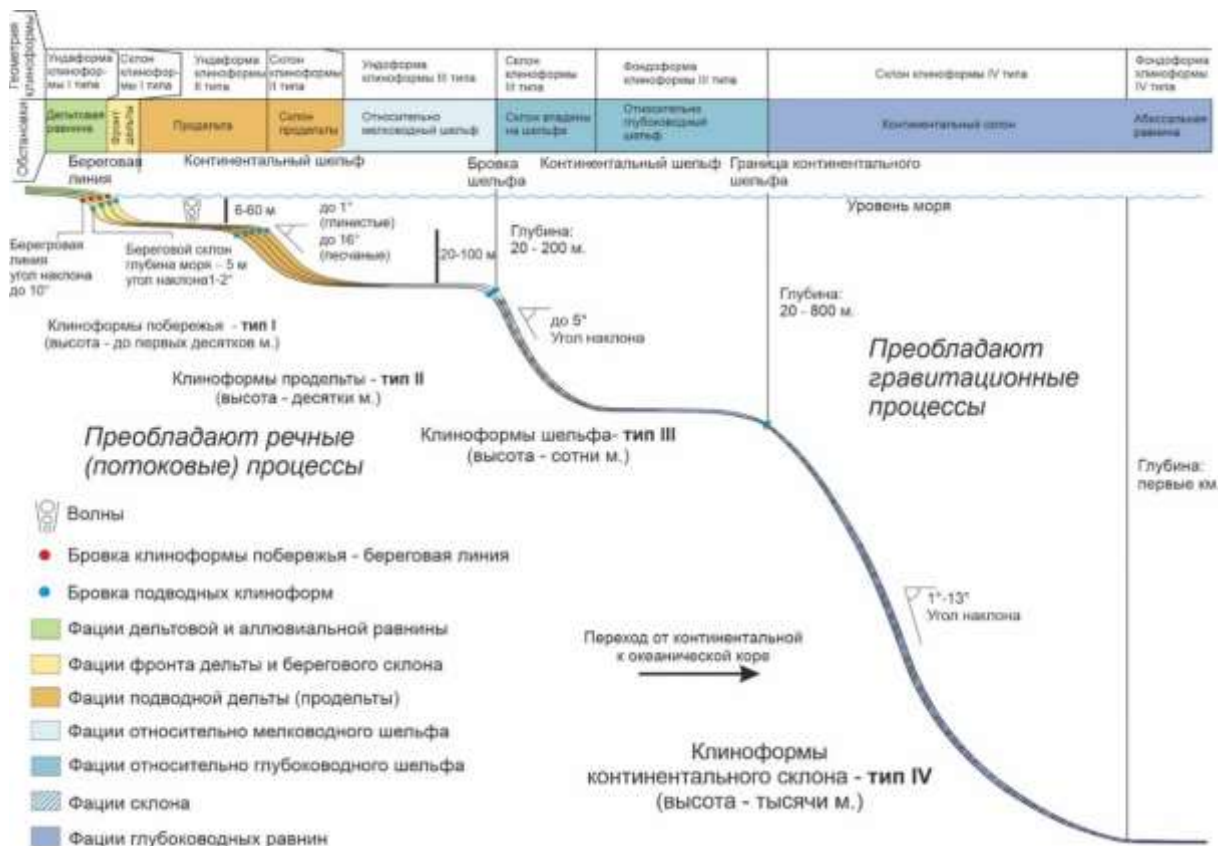 Геометрия
клиноформы
Ундаформа
клинофор-
мы I типа
Склон
клинофор-
мы I типа
Ундаформа
клиноформы
II типа
Склон
клиноформы
II типа
Ундоформа
клиноформы III типа
Склон
клиноформы
III типа
Фондоформа
клиноформы III типа
Склон клиноформы IV типа
Фондоформа
клиноформы
IV типа
Обстановки
Дельтовая
равнина
Фронт
дельты
Продельта
Склон
продельты
Относительно
мелководный шельф
Склон впадины
на шельфе
Относительно
глубоководный
шельф
Континентальный склон
Абиссальная
равнина
Береговая
линия
Континентальный шельф
Бровка
шельфа
Континентальный шельф
Граница континентального
шельфа
Уровень моря
6-60 м
до 1°
(глинистые)
до 16°
(песчаные)
20-100 м
Глубина:
20 - 200 м.
Берегровая
линия
угол наклона
до 10°
Береговой склон
глубина моря - 5 м
угол наклона1-2°
до 5°
Угол наклона
Глубина:
20 - 800 м.
Клиноформы побережья - тип I
(высота - до первых десятков м.)
Клиноформы продельты - тип II
(высота - десятки м.)
Преобладают
гравитационные
процессы
Преобладают речные
(потоковые) процессы
Клиноформы шельфа- тип III
(высота - сотни м.)
Глубина:
первые км
Волны
Бровка клиноформы побережья - береговая линия
Бровка подводных клиноформ
Фации дельтовой и аллювиальной равнины
Фации фронта дельты и берегового склона
Фации подводной дельты (продельты)
Фации относительно мелководного шельфа
Фации относительно глубоководного шельфа
Фации склона
Фации глубоководных равнин
1°-13°
Угол наклона
Переход от континентальной
к океанической коре
Клиноформы
континентального склона - тип IV
(высота - тысячи м.)